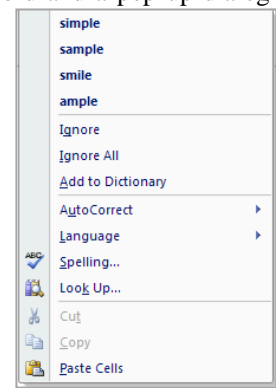 simple
sample
smile
ample
Ignore
Ignore All
Add to Dictionary
AutoCorrect
Language
ABC
Spelling...
Look Up...
Cut
Copy
Paste Cells